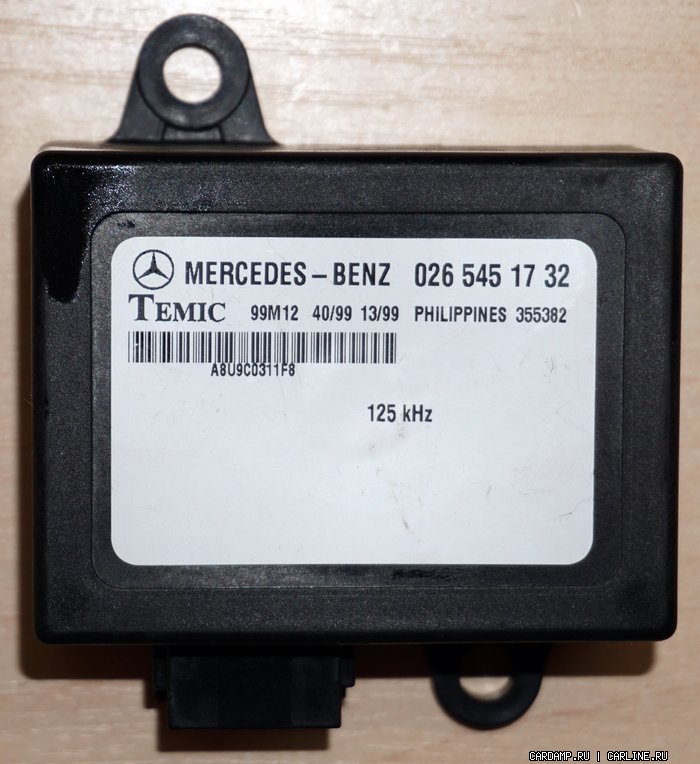 MERCEDES-BENZ 026 545 17 32
TEMIC 99M12 40/99 13/99 PHILIPPINES 355382
A8U9C0311F8
125 kHz
CARDAMP.RU | CARLINE.RU